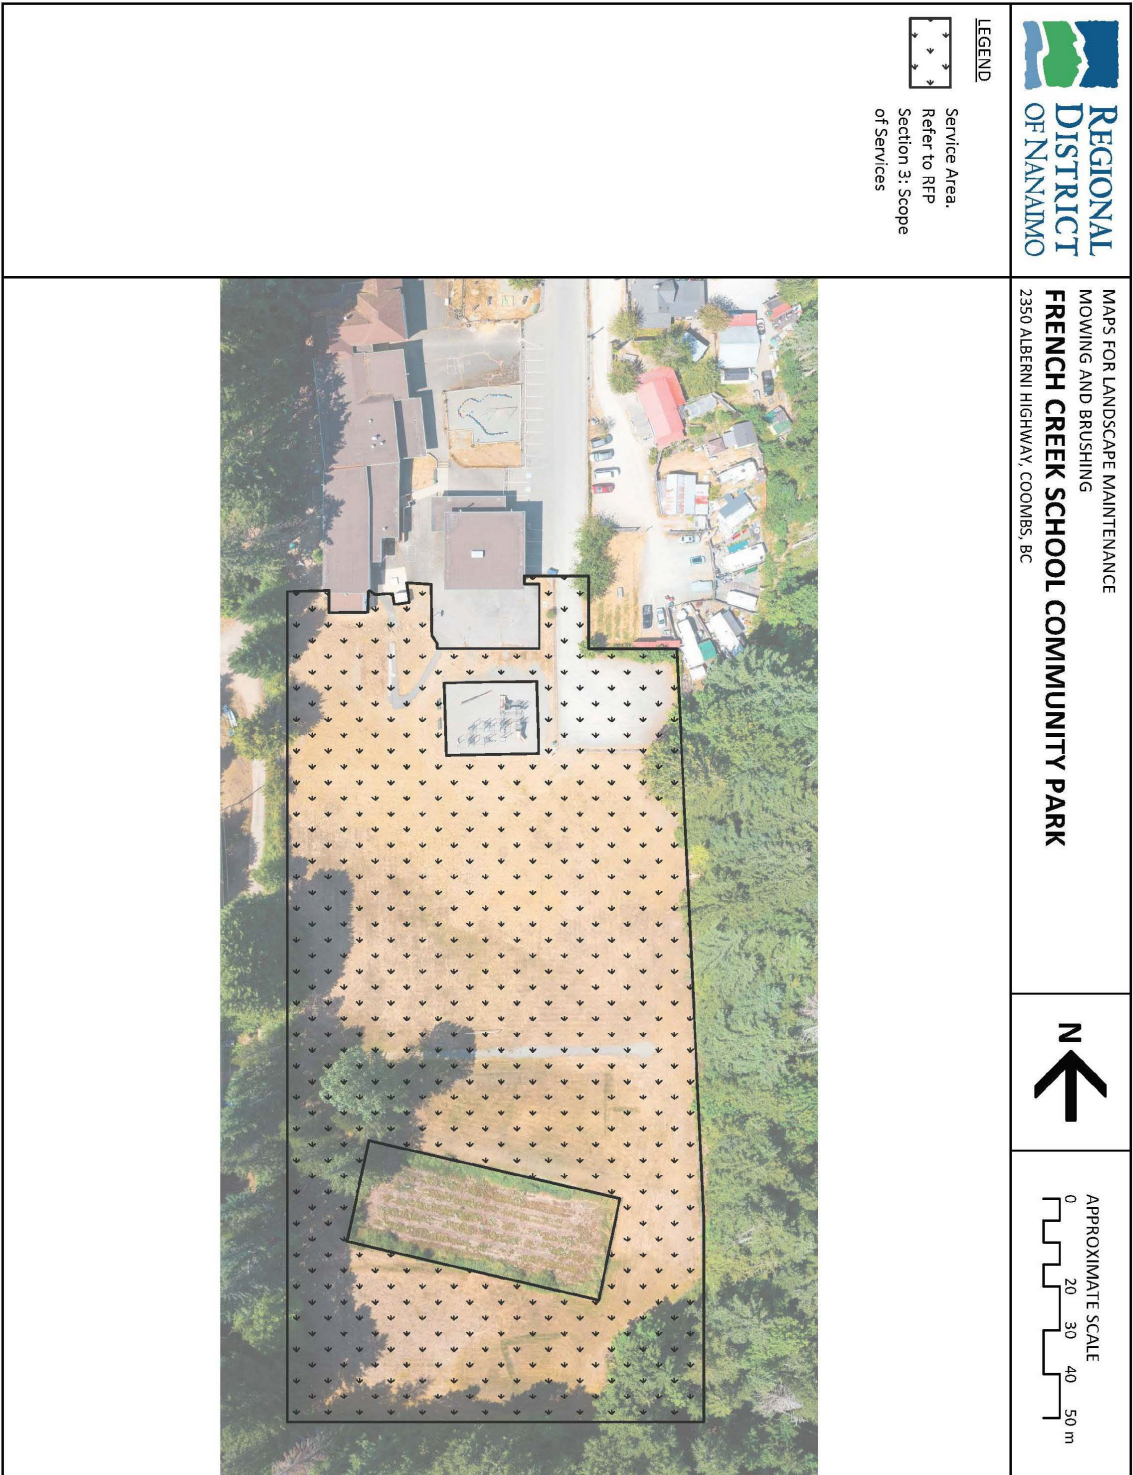 REGIONAL
DISTRICT
OF NANAIMO
MAPS FOR LANDSCAPE MAINTENANCE
MOWING AND BRUSHING
FRENCH CREEK SCHOOL COMMUNITY PARK
2350 ALBERNI HIGHWAY, COOMBS, BC
N
APPROXIMATE SCALE
0 20 30 40 50 m
LEGEND
Service Area.
Refer to RFP
Section 3: Scope
of Services